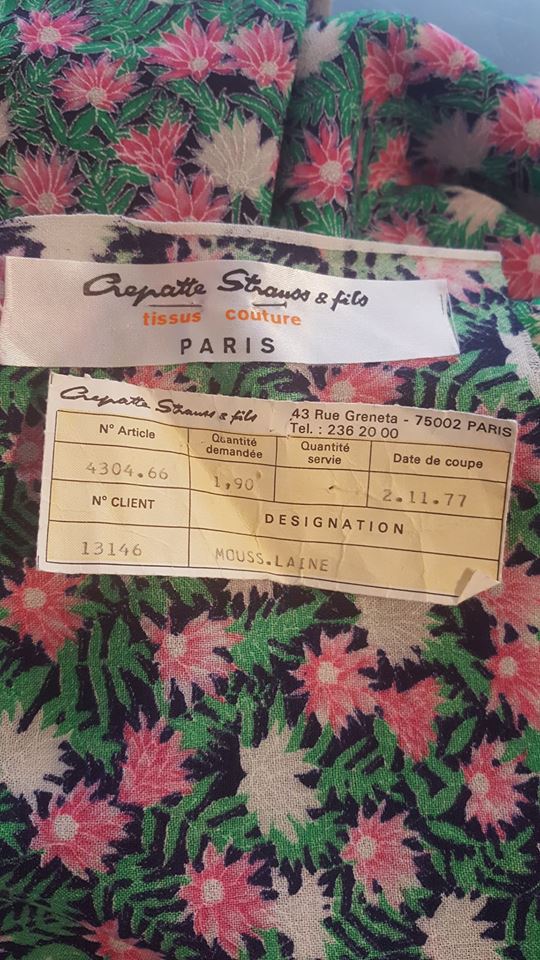 Crepatte Strauss & fils
tissus couture
PARIS
Crepatte Strauss & fils
43 Rue Greneta - 75002 PARIS
Tel. : 236 20 00
N° Article
Quantité demandée
Quantité servie
Date de coupe
4304.66
1,90
-
2.11.77
N° CLIENT
DESIGNATION
13146
MOUSS.LAINE